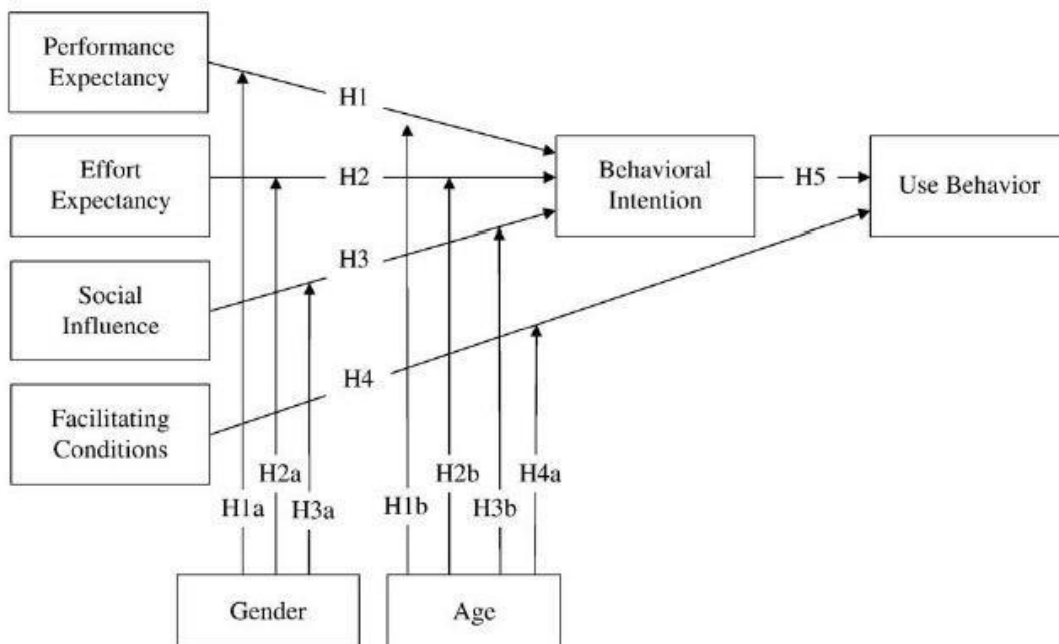 Performance
Expectancy
H1
Effort
Expectancy
H2
Behavioral
Intention
H5
Use Behavior
H3
Social
Influence
H4
Facilitating
Conditions
H2a
H2b
H4a
H1a
H3a
H1b
H3b
Gender
Age